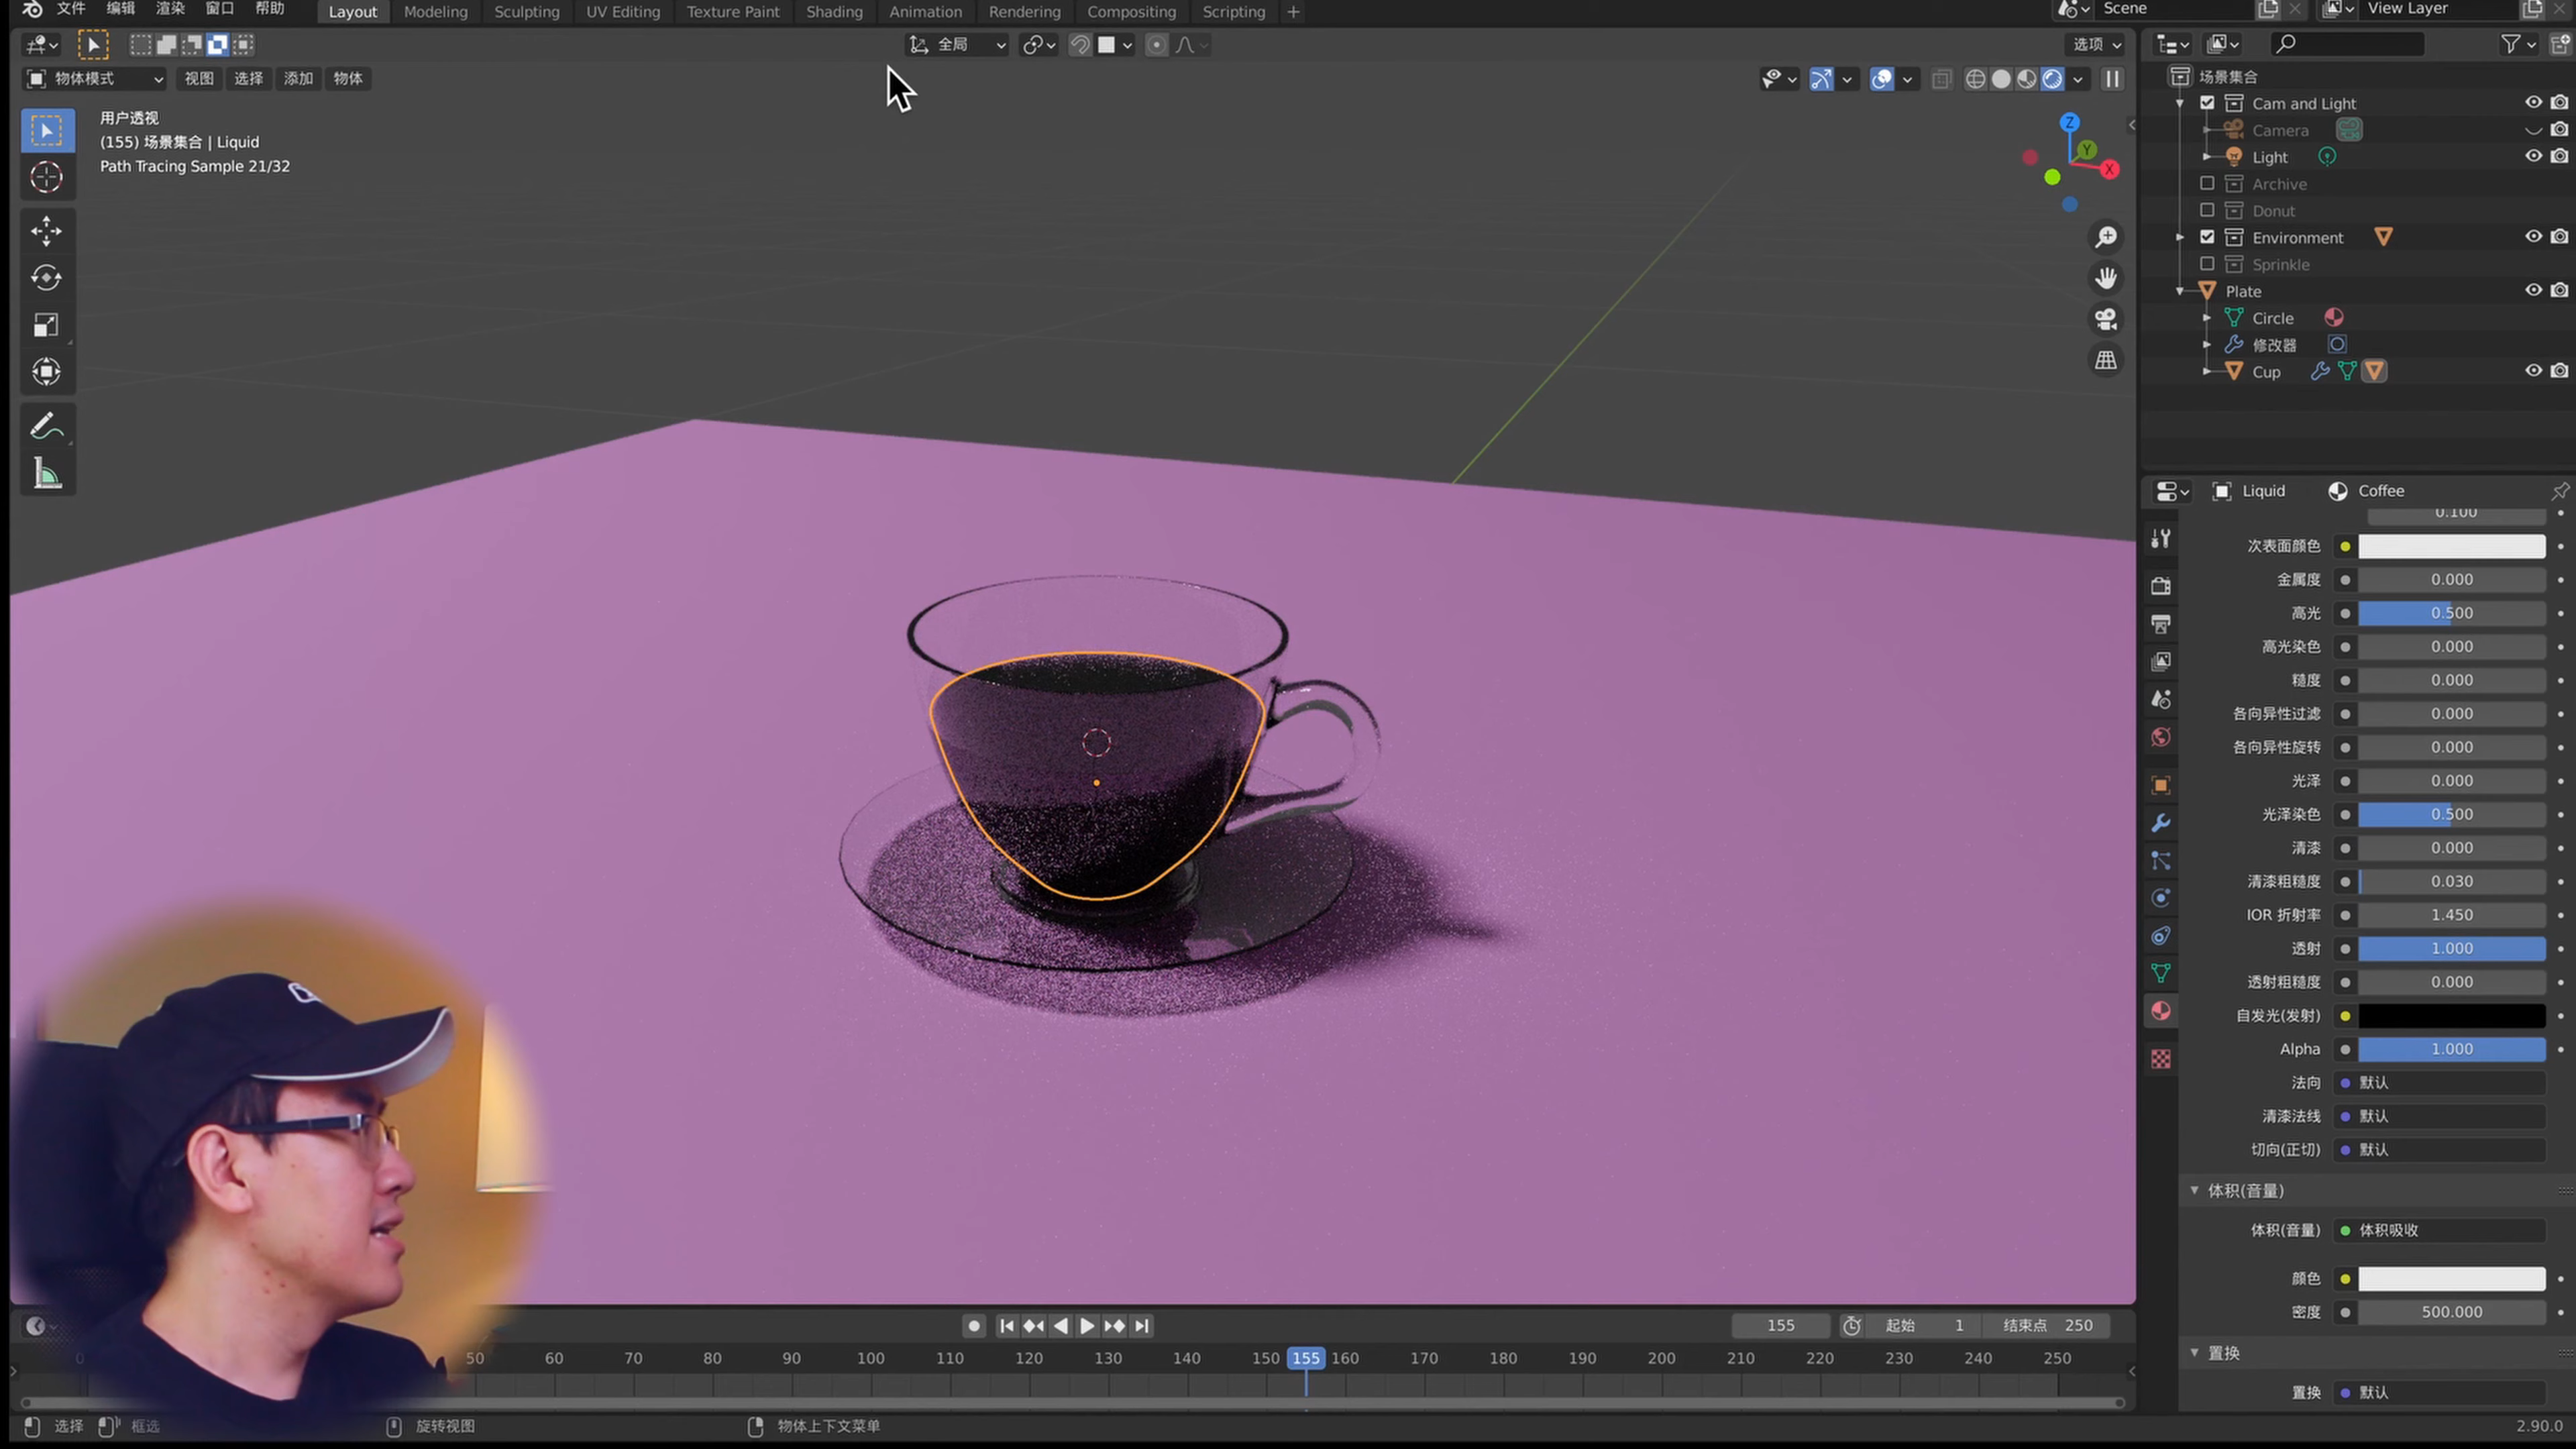 文件 编辑 渲染 窗口 帮助 Layout Modeling Sculpting UV Editing Texture Paint Shading Animation Rendering Compositing Scripting + Scene View Layer
全局 选项
物体模式 视图 选择 添加 物体
用户透视
(155) 场景集合 | Liquid
Path Tracing Sample 21/32
Z
Y
X
场景集合
Cam and Light
Camera
Light
Archive
Donut
Environment
Sprinkle
Plate
Circle
修改器
Cup
Liquid Coffee
0.100
次表面颜色
金属度 0.000
高光 0.500
高光染色 0.000
糙度 0.000
各向异性过滤 0.000
各向异性旋转 0.000
光泽 0.000
光泽染色 0.500
清漆 0.000
清漆粗糙度 0.030
IOR 折射率 1.450
透射 1.000
透射粗糙度 0.000
自发光(发射)
Alpha 1.000
法向 默认
清漆法线 默认
切向(正切) 默认
体积(音量)
体积(音量) 体积吸收
颜色
密度 500.000
置换
置换 默认
155 起始 1 结束点 250
0 50 60 70 80 90 100 110 120 130 140 150 155 160 170 180 190 200 210 220 230 240 250
选择 框选 旋转视图 物体上下文菜单 2.90.0